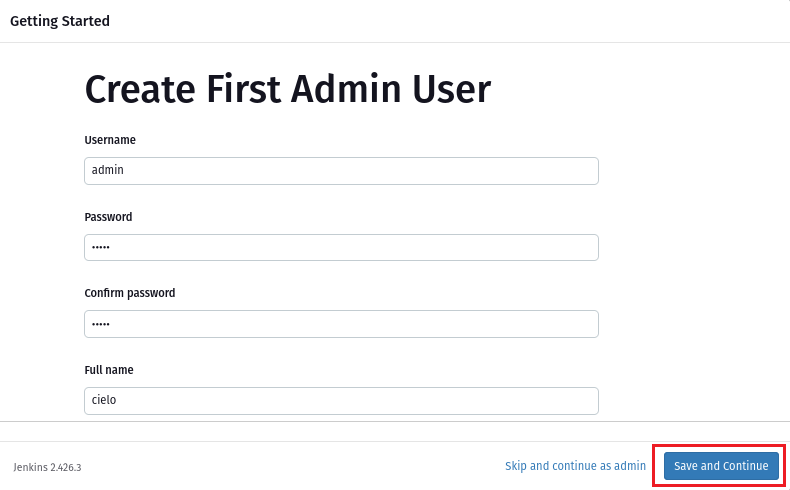 Getting Started
Create First Admin User
Username
admin
Password
•••••
Confirm password
•••••
Full name
cielo
Jenkins 2.426.3
Skip and continue as admin
Save and Continue